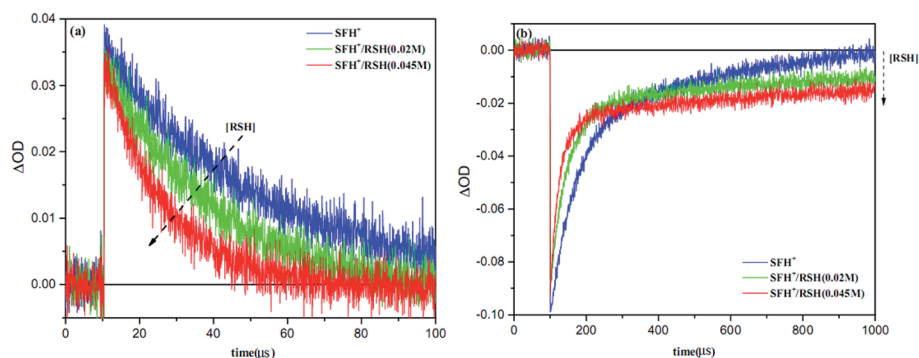 (a)
SFH⁺
SFH⁺/RSH(0.02M)
SFH⁺/RSH(0.045M)
[RSH]
0.04
0.03
0.02
0.01
0.00
ΔOD
0 20 40 60 80 100
time(μs)
(b)
[RSH]
0.00
-0.02
-0.04
-0.06
-0.08
-0.10
ΔOD
SFH⁺
SFH⁺/RSH(0.02M)
SFH⁺/RSH(0.045M)
0 200 400 600 800 1000
time(μs)